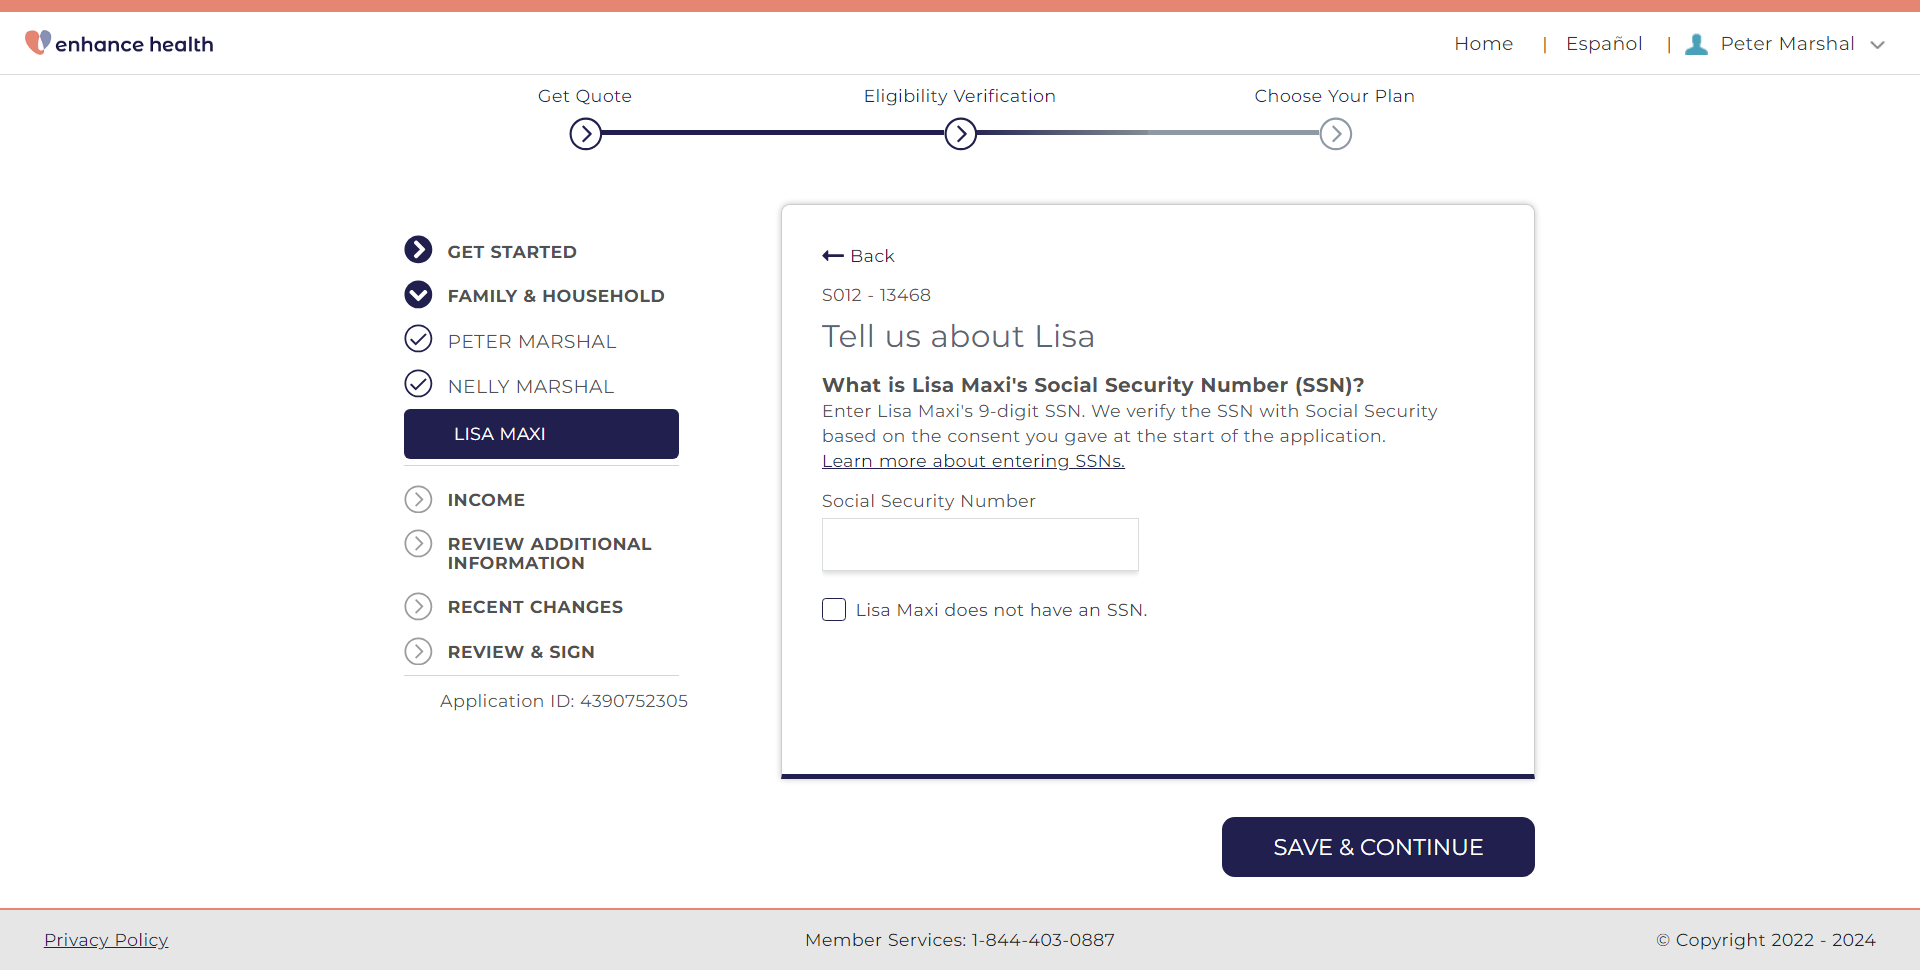 enhance health
Home | Español | Peter Marshal
Get Quote
Eligibility Verification
Choose Your Plan
GET STARTED
FAMILY & HOUSEHOLD
PETER MARSHAL
NELLY MARSHAL
LISA MAXI
INCOME
REVIEW ADDITIONAL
INFORMATION
RECENT CHANGES
REVIEW & SIGN
Application ID: 4390752305
Back
S012 - 13468
Tell us about Lisa
What is Lisa Maxi's Social Security Number (SSN)?
Enter Lisa Maxi's 9-digit SSN. We verify the SSN with Social Security
based on the consent you gave at the start of the application.
Learn more about entering SSNs.
Social Security Number
Lisa Maxi does not have an SSN.
SAVE & CONTINUE
Privacy Policy
Member Services: 1-844-403-0887
© Copyright 2022 - 2024